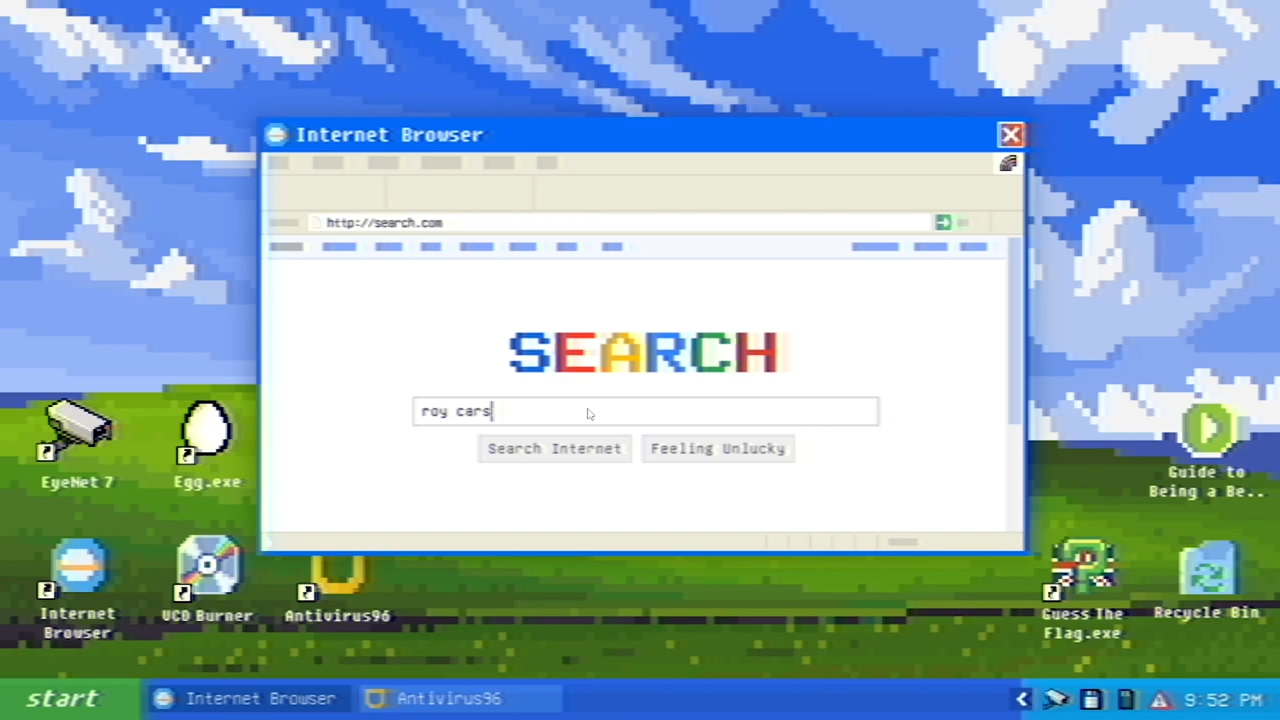 Internet Browser
http://search.com
SEARCH
roy cars
Search Internet
Feeling Unlucky
EyeNet 7
Egg.exe
Guide to
Being a Be..
Internet
Browser
VCD Burner
Antivirus96
Guess The
Flag.exe
Recycle Bin
start
Internet Browser
Antivirus96
9:52 PM